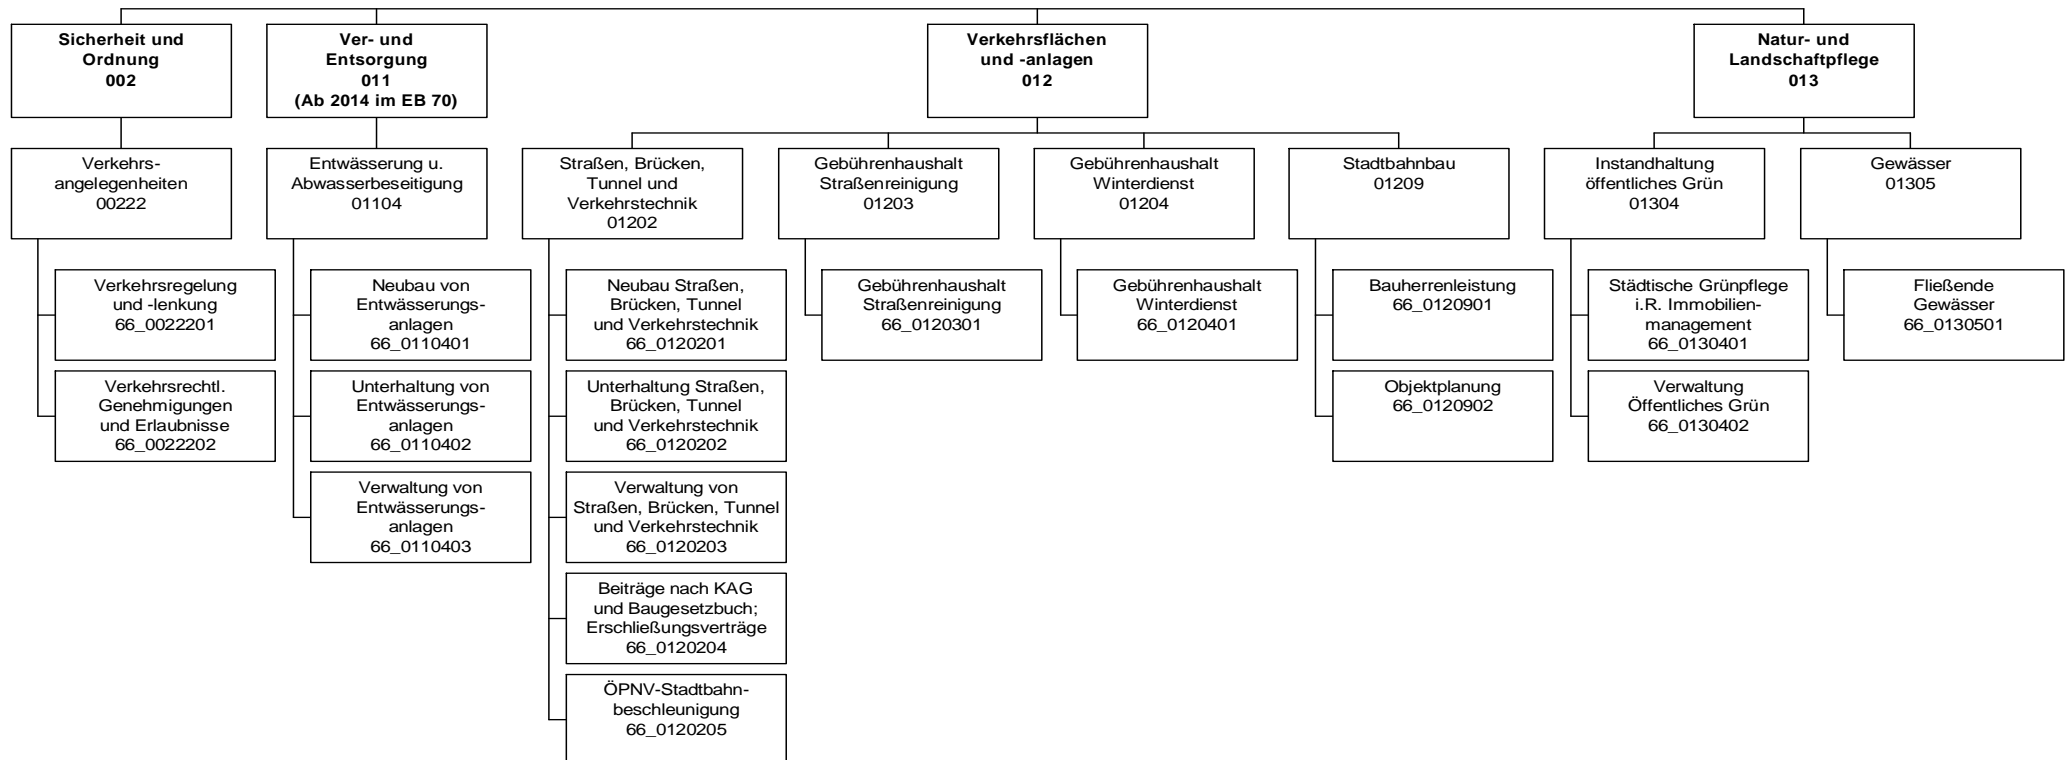 Sicherheit und
Ordnung
002
Ver- und
Entsorgung
011
(Ab 2014 im EB 70)
Verkehrsflächen
und -anlagen
012
Natur- und
Landschaftpflege
013
Verkehrs-
angelegenheiten
00222
Entwässerung u.
Abwasserbeseitigung
01104
Straßen, Brücken,
Tunnel und
Verkehrstechnik
01202
Gebührenhaushalt
Straßenreinigung
01203
Gebührenhaushalt
Winterdienst
01204
Stadtbahnbau
01209
Instandhaltung
öffentliches Grün
01304
Gewässer
01305
Verkehrsregelung
und -lenkung
66_0022201
Neubau von
Entwässerungs-
anlagen
66_0110401
Neubau Straßen,
Brücken, Tunnel
und Verkehrstechnik
66_0120201
Gebührenhaushalt
Straßenreinigung
66_0120301
Gebührenhaushalt
Winterdienst
66_0120401
Bauherrenleistung
66_0120901
Städtische Grünpflege
i.R. Immobilien-
management
66_0130401
Fließende
Gewässer
66_0130501
Verkehrsrechtl.
Genehmigungen
und Erlaubnisse
66_0022202
Unterhaltung von
Entwässerungs-
anlagen
66_0110402
Unterhaltung Straßen,
Brücken, Tunnel
und Verkehrstechnik
66_0120202
Objektplanung
66_0120902
Verwaltung
Öffentliches Grün
66_0130402
Verwaltung von
Entwässerungs-
anlagen
66_0110403
Verwaltung von
Straßen, Brücken, Tunnel
und Verkehrstechnik
66_0120203
Beiträge nach KAG
und Baugesetzbuch;
Erschließungsverträge
66_0120204
ÖPNV-Stadtbahn-
beschleunigung
66_0120205